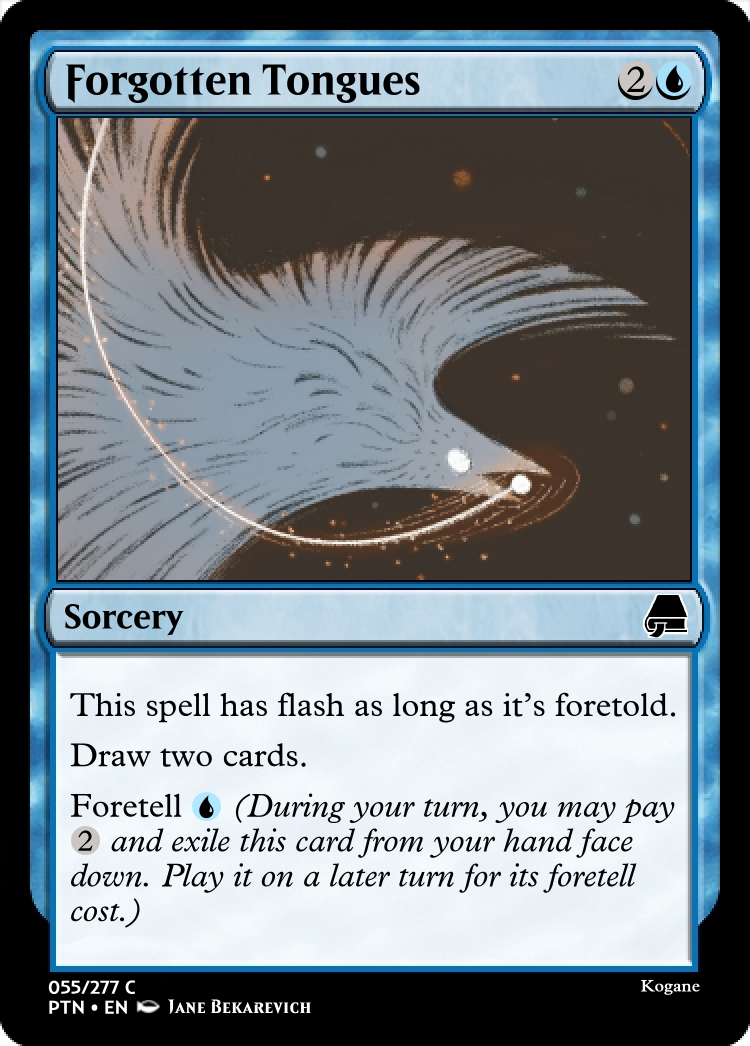 Forgotten Tongues 2
Sorcery
This spell has flash as long as it's foretold.
Draw two cards.
Foretell (During your turn, you may pay
2 and exile this card from your hand face
down. Play it on a later turn for its foretell
cost.)
055/277 C
Kogane
PTN • EN Jane Bekarevich